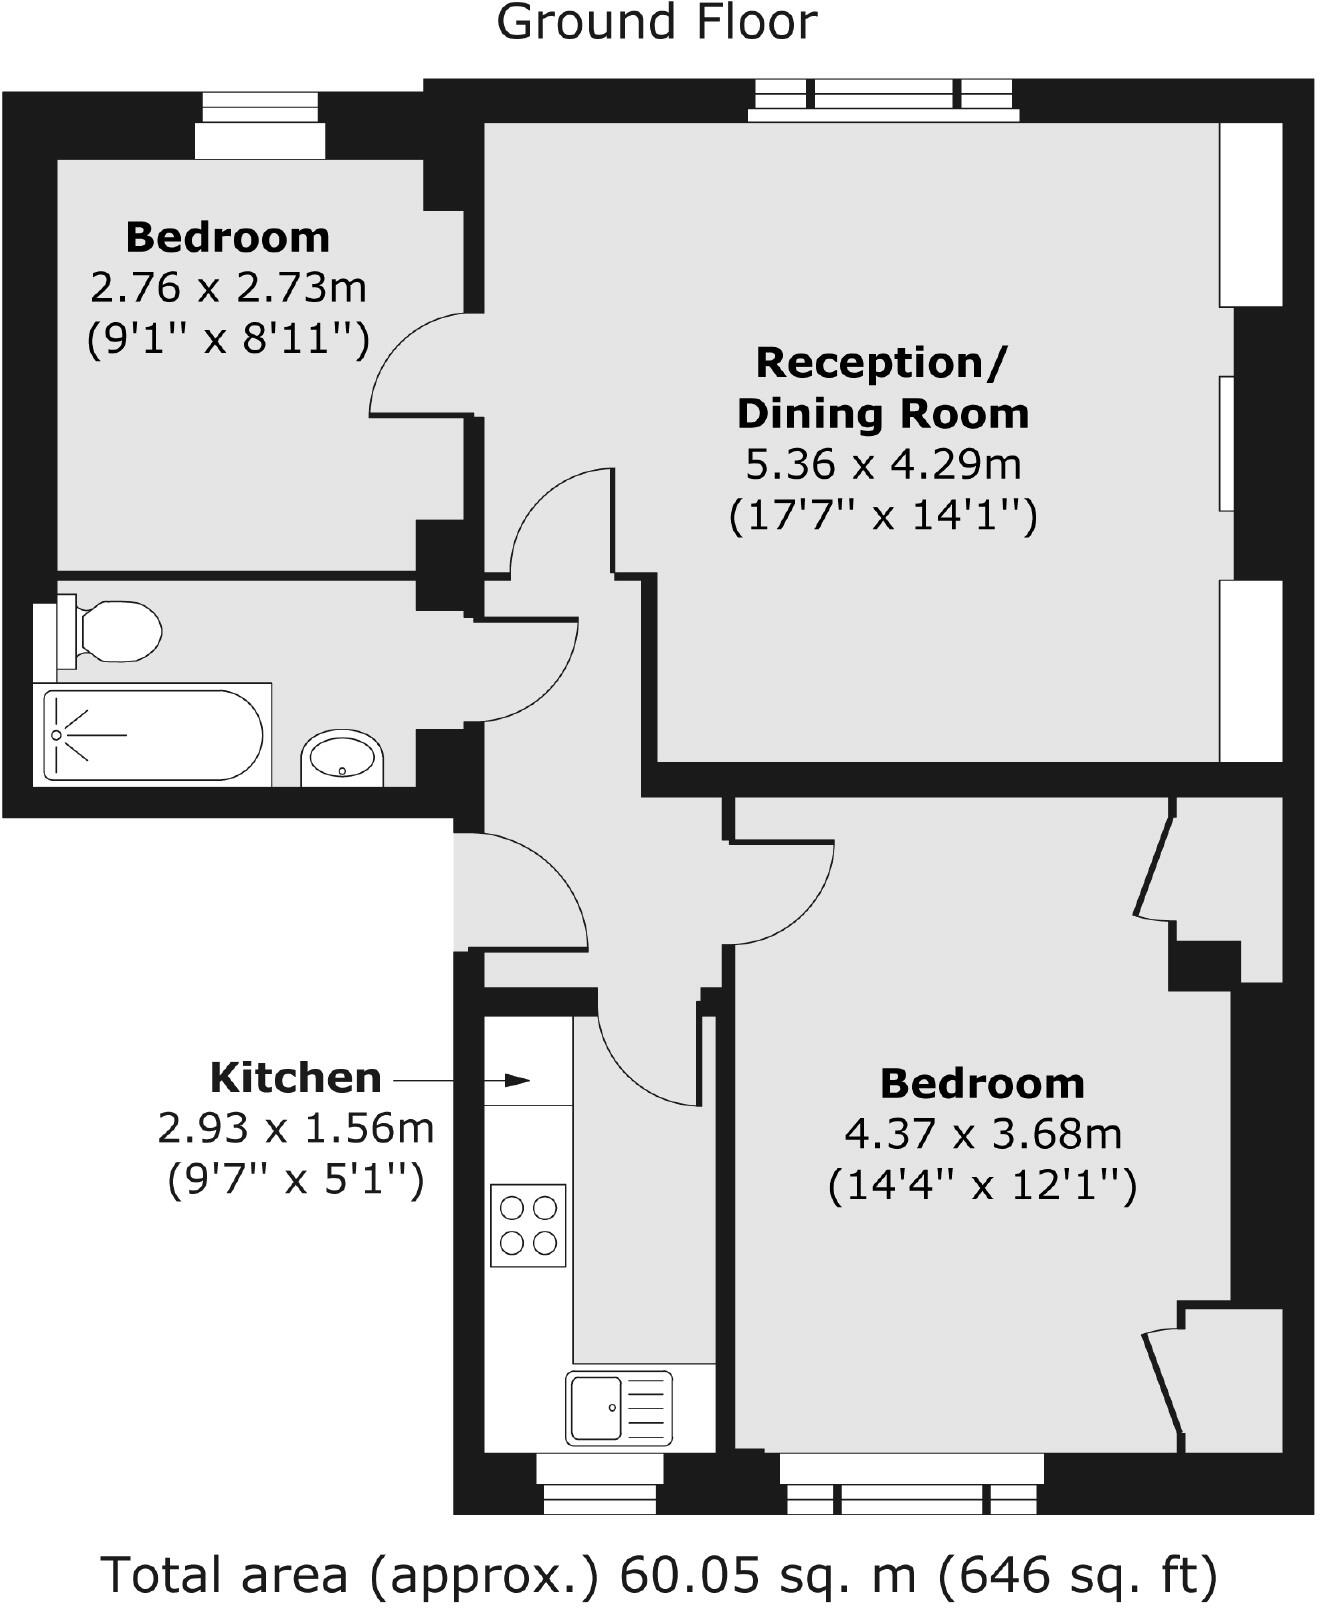 Ground Floor
Bedroom
2.76 x 2.73m
(9'1'' x 8'11'')
Reception/
Dining Room
5.36 x 4.29m
(17'7'' x 14'1'')
Kitchen
2.93 x 1.56m
(9'7'' x 5'1'')
Bedroom
4.37 x 3.68m
(14'4'' x 12'1'')
Total area (approx.) 60.05 sq. m (646 sq. ft)